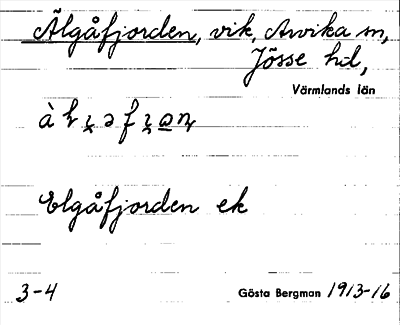 Älgåfjorden, vik, Arvika sn,
Jösse hd,
Värmlands län
Elgåfjorden ek
3-4 Gösta Bergman 1913-16